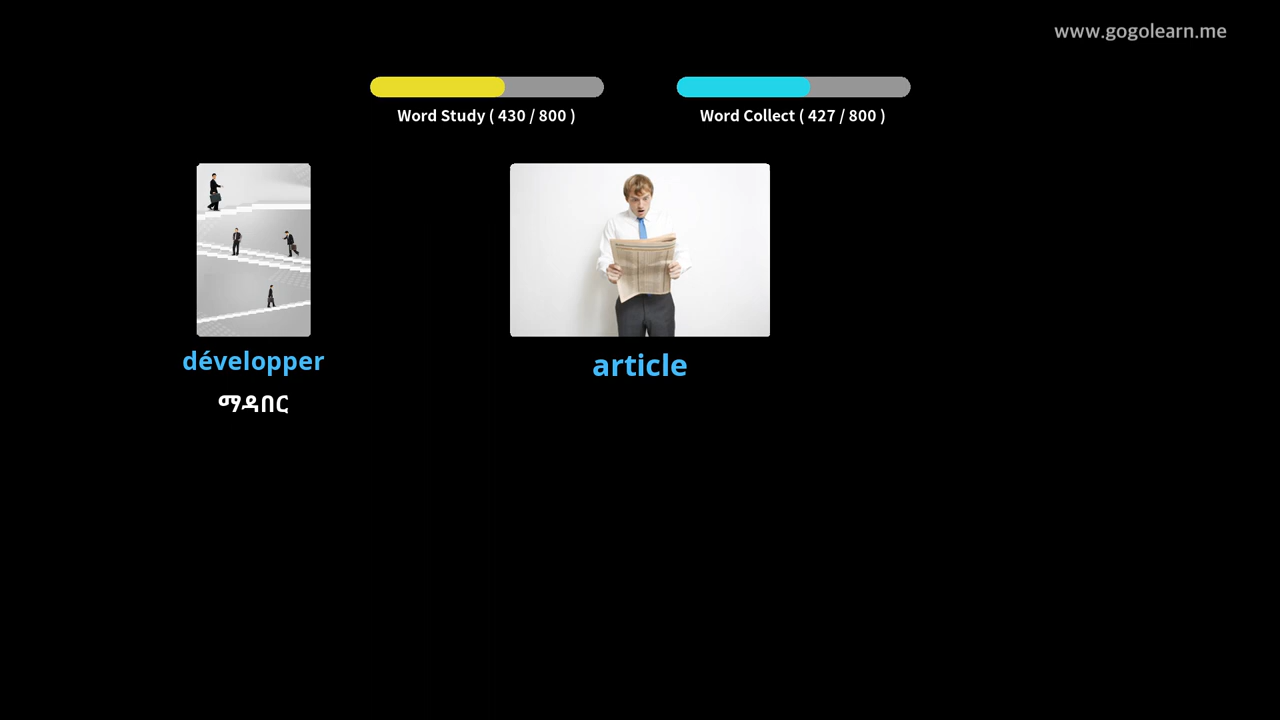 www.gogolearn.me
Word Study ( 430 / 800 )
Word Collect ( 427 / 800 )
développer
ማዳበር
article